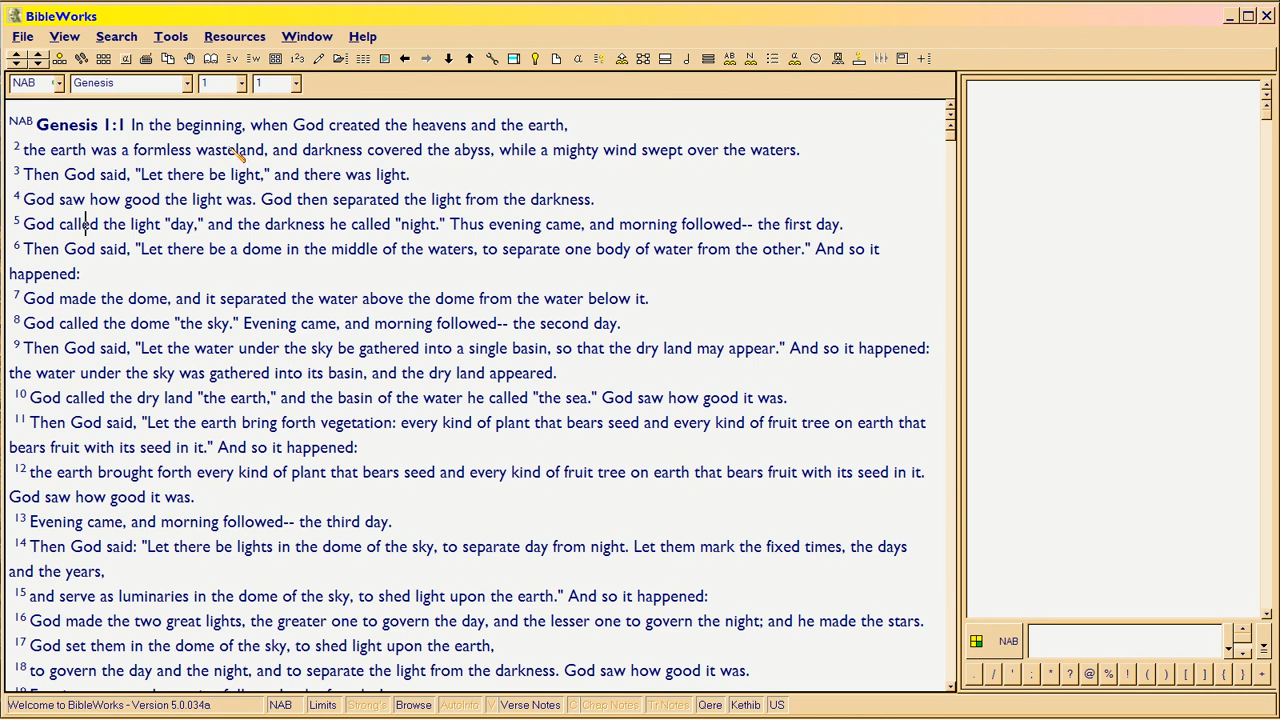 BibleWorks
File View Search Tools Resources Window Help
NAB Genesis 1 1
NAB Genesis 1:1 In the beginning, when God created the heavens and the earth,
2 the earth was a formless wasteland, and darkness covered the abyss, while a mighty wind swept over the waters.
3 Then God said, "Let there be light," and there was light.
4 God saw how good the light was. God then separated the light from the darkness.
5 God called the light "day," and the darkness he called "night." Thus evening came, and morning followed-- the first day.
6 Then God said, "Let there be a dome in the middle of the waters, to separate one body of water from the other." And so it
happened:
7 God made the dome, and it separated the water above the dome from the water below it.
8 God called the dome "the sky." Evening came, and morning followed-- the second day.
9 Then God said, "Let the water under the sky be gathered into a single basin, so that the dry land may appear." And so it happened:
the water under the sky was gathered into its basin, and the dry land appeared.
10 God called the dry land "the earth," and the basin of the water he called "the sea." God saw how good it was.
11 Then God said, "Let the earth bring forth vegetation: every kind of plant that bears seed and every kind of fruit tree on earth that
bears fruit with its seed in it." And so it happened:
12 the earth brought forth every kind of plant that bears seed and every kind of fruit tree on earth that bears fruit with its seed in it.
God saw how good it was.
13 Evening came, and morning followed-- the third day.
14 Then God said: "Let there be lights in the dome of the sky, to separate day from night. Let them mark the fixed times, the days
and the years,
15 and serve as luminaries in the dome of the sky, to shed light upon the earth." And so it happened:
16 God made the two great lights, the greater one to govern the day, and the lesser one to govern the night; and he made the stars.
17 God set them in the dome of the sky, to shed light upon the earth,
18 to govern the day and the night, and to separate the light from the darkness. God saw how good it was.
NAB
. / ' ; * ? @ % ! ( ) [ ] { } +
Welcome to BibleWorks - Version 5.0.034a NAB Limits Strong's Browse AutoInfo V Verse Notes C Chap Notes Tr Notes Qere Kethib US